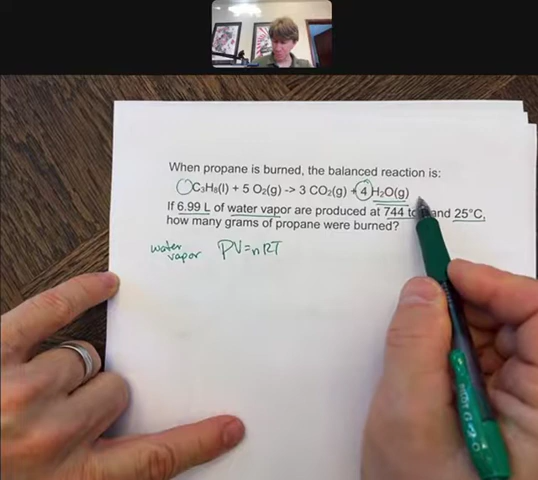 When propane is burned, the balanced reaction is:
C₃H₈(l) + 5 O₂(g) -> 3 CO₂(g) + 4 H₂O(g)
If 6.99 L of water vapor are produced at 744 and 25°C,
how many grams of propane were burned?
water vapor PV=nRT